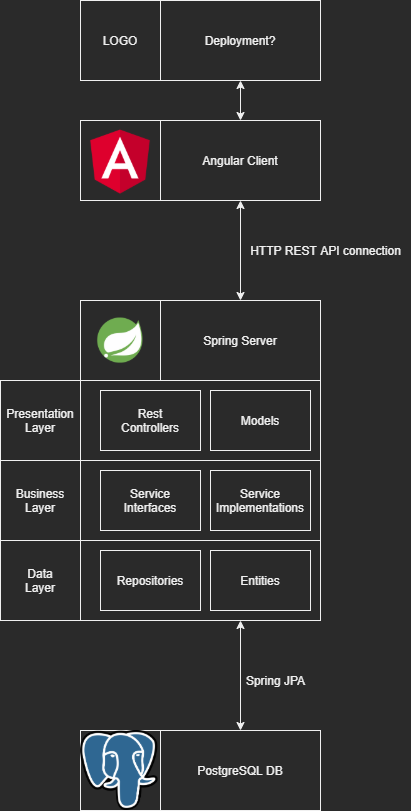 LOGO
Deployment?
A
Angular Client
HTTP REST API connection
Spring Server
Presentation
Layer
Rest
Controllers
Models
Business
Layer
Service
Interfaces
Service
Implementations
Data
Layer
Repositories
Entities
Spring JPA
PostgreSQL DB